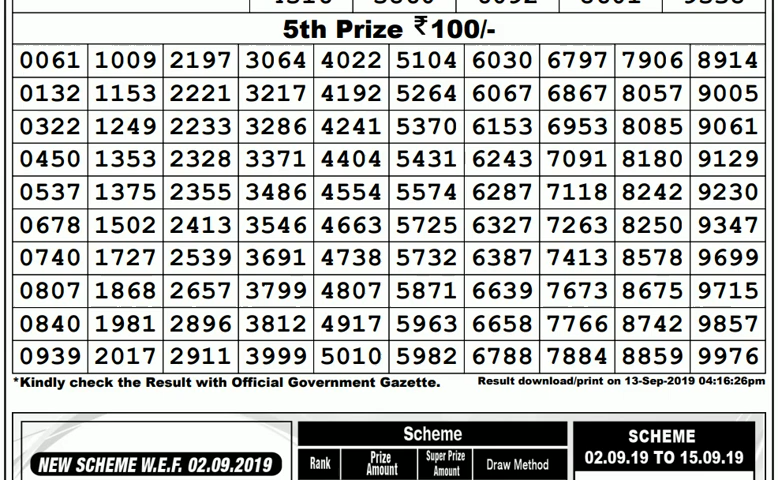 5th Prize ₹100/-
0061 1009 2197 3064 4022 5104 6030 6797 7906 8914
0132 1153 2221 3217 4192 5264 6067 6867 8057 9005
0322 1249 2233 3286 4241 5370 6153 6953 8085 9061
0450 1353 2328 3371 4404 5431 6243 7091 8180 9129
0537 1375 2355 3486 4554 5574 6287 7118 8242 9230
0678 1502 2413 3546 4663 5725 6327 7263 8250 9347
0740 1727 2539 3691 4738 5732 6387 7413 8578 9699
0807 1868 2657 3799 4807 5871 6639 7673 8675 9715
0840 1981 2896 3812 4917 5963 6658 7766 8742 9857
0939 2017 2911 3999 5010 5982 6788 7884 8859 9976
*Kindly check the Result with Official Government Gazette. Result download/print on 13-Sep-2019 04:16:26pm
NEW SCHEME W.E.F. 02.09.2019
Scheme
Rank Prize Amount Super Prize Amount Draw Method
SCHEME
02.09.19 TO 15.09.19